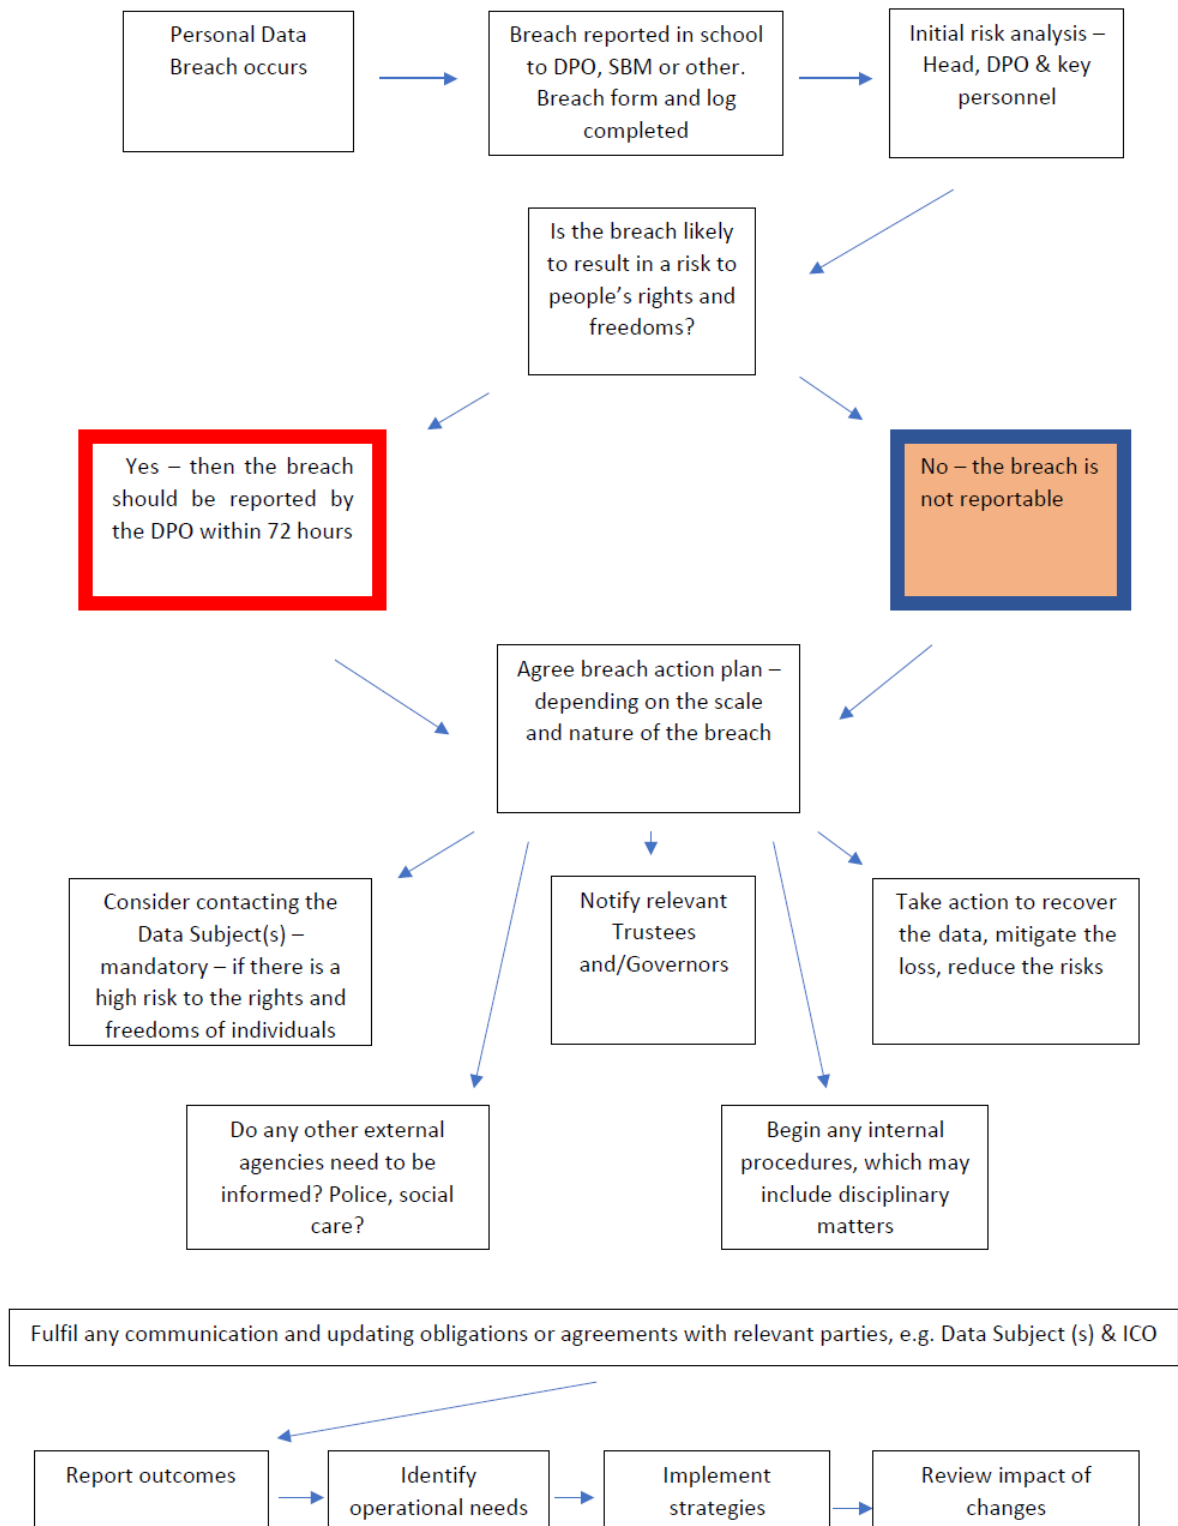 Personal Data
Breach occurs
Breach reported in school
to DPO, SBM or other.
Breach form and log
completed
Initial risk analysis –
Head, DPO & key
personnel
Is the breach likely
to result in a risk to
people’s rights and
freedoms?
Yes – then the breach
should be reported by
the DPO within 72 hours
No – the breach is
not reportable
Agree breach action plan –
depending on the scale
and nature of the breach
Consider contacting the
Data Subject(s) –
mandatory – if there is a
high risk to the rights and
freedoms of individuals
Notify relevant
Trustees
and/Governors
Take action to recover
the data, mitigate the
loss, reduce the risks
Do any other external
agencies need to be
informed? Police, social
care?
Begin any internal
procedures, which may
include disciplinary
matters
Fulfil any communication and updating obligations or agreements with relevant parties, e.g. Data Subject (s) & ICO
Report outcomes
Identify
operational needs
Implement
strategies
Review impact of
changes